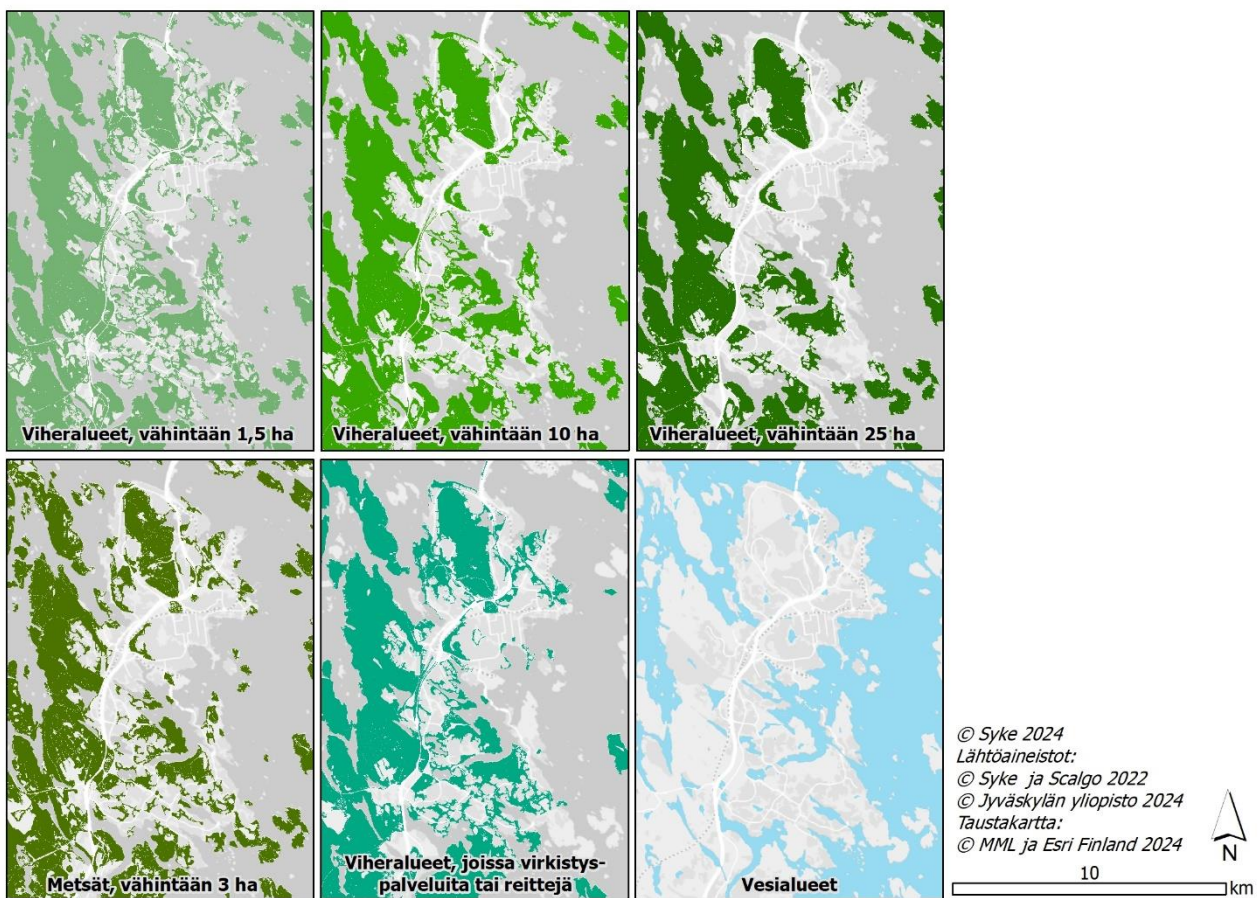 Viheralueet, vähintään 1,5 ha
Viheralueet, vähintään 10 ha
Viheralueet, vähintään 25 ha
Metsät, vähintään 3 ha
Viheralueet, joissa virkistys-
palveluita tai reittejä
Vesialueet
© Syke 2024
Lähtöaineistot:
© Syke ja Scalgo 2022
© Jyväskylän yliopisto 2024
Taustakartta:
© MML ja Esri Finland 2024
N
10
km